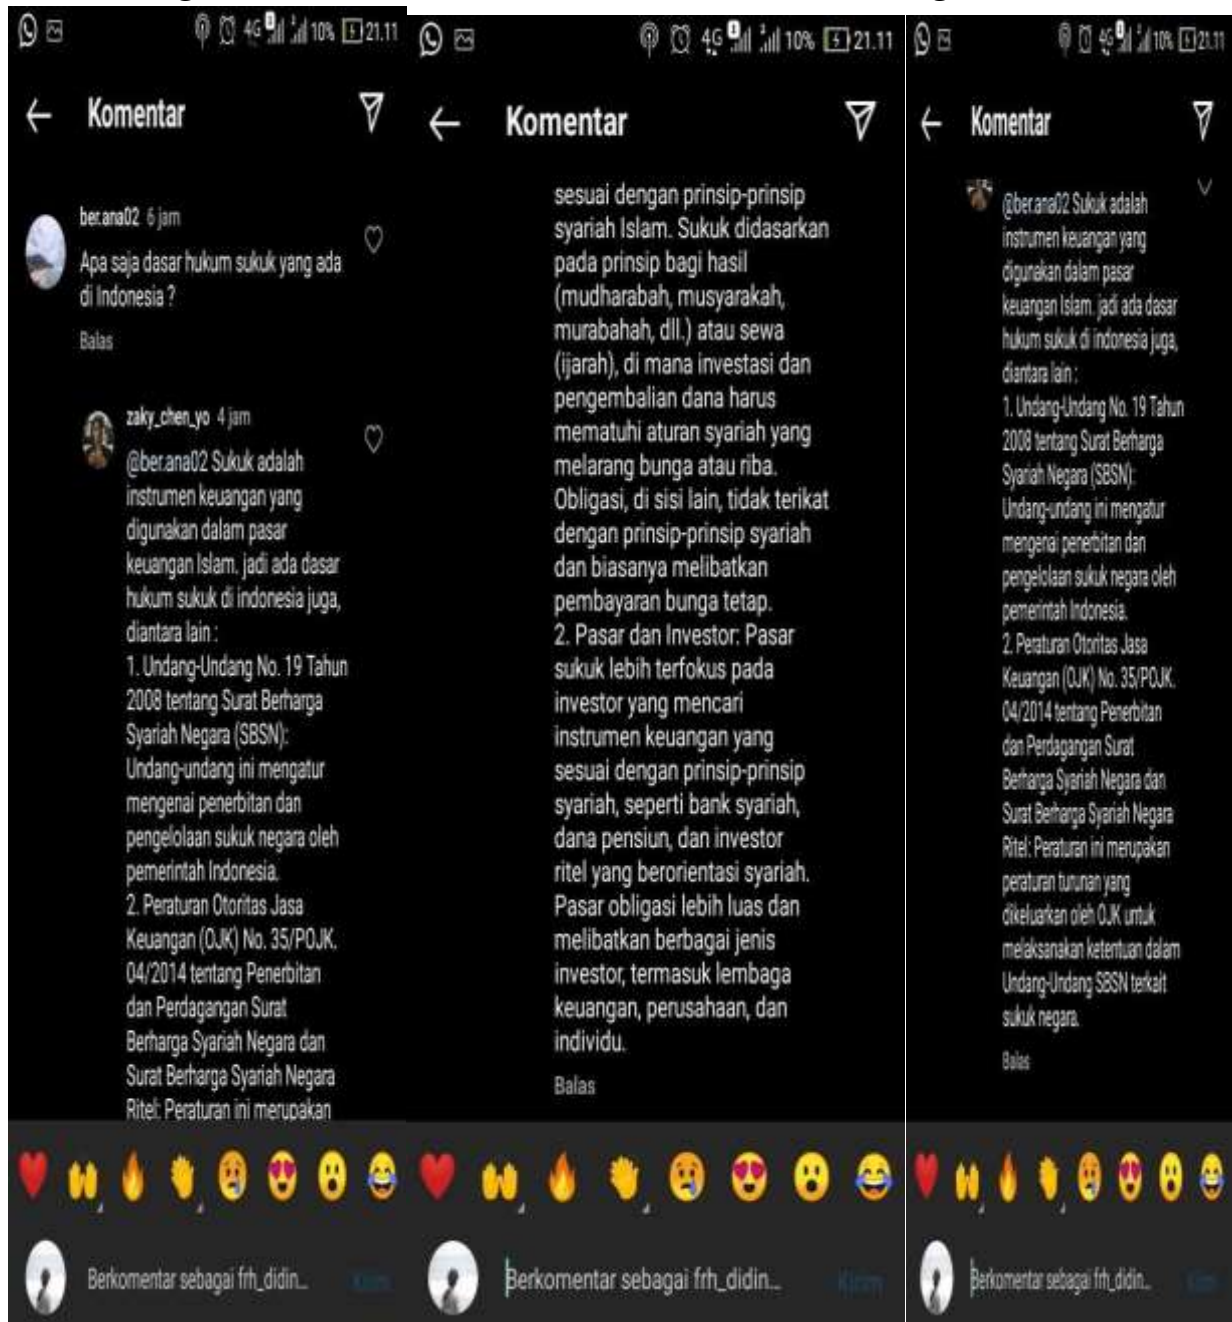 4G 10% 21.11
Komentar
ber.ana02 6 jam
Apa saja dasar hukum sukuk yang ada
di Indonesia ?
Balas
zaky_chen_yo 4 jam
@ber.ana02 Sukuk adalah
instrumen keuangan yang
digunakan dalam pasar
keuangan Islam. jadi ada dasar
hukum sukuk di indonesia juga,
diantara lain :
1. Undang-Undang No. 19 Tahun
2008 tentang Surat Berharga
Syariah Negara (SBSN):
Undang-undang ini mengatur
mengenai penerbitan dan
pengelolaan sukuk negara oleh
pemerintah Indonesia.
2. Peraturan Otoritas Jasa
Keuangan (OJK) No. 35/POJK.
04/2014 tentang Penerbitan
dan Perdagangan Surat
Berharga Syariah Negara dan
Surat Berharga Syariah Negara
Ritel: Peraturan ini merupakan
Berkomentar sebagai frh_didin... Kirim
4G 10% 21.11
Komentar
sesuai dengan prinsip-prinsip
syariah Islam. Sukuk didasarkan
pada prinsip bagi hasil
(mudharabah, musyarakah,
murabahah, dll.) atau sewa
(ijarah), di mana investasi dan
pengembalian dana harus
mematuhi aturan syariah yang
melarang bunga atau riba.
Obligasi, di sisi lain, tidak terikat
dengan prinsip-prinsip syariah
dan biasanya melibatkan
pembayaran bunga tetap.
2. Pasar dan Investor: Pasar
sukuk lebih terfokus pada
investor yang mencari
instrumen keuangan yang
sesuai dengan prinsip-prinsip
syariah, seperti bank syariah,
dana pensiun, dan investor
ritel yang berorientasi syariah.
Pasar obligasi lebih luas dan
melibatkan berbagai jenis
investor, termasuk lembaga
keuangan, perusahaan, dan
individu.
Balas
Berkomentar sebagai frh_didin... Kirim
4G 10% 21.11
Komentar
@ber.ana02 Sukuk adalah
instrumen keuangan yang
digunakan dalam pasar
keuangan Islam. jadi ada dasar
hukum sukuk di indonesia juga,
diantara lain :
1. Undang-Undang No. 19 Tahun
2008 tentang Surat Berharga
Syariah Negara (SBSN):
Undang-undang ini mengatur
mengenai penerbitan dan
pengelolaan sukuk negara oleh
pemerintah Indonesia.
2. Peraturan Otoritas Jasa
Keuangan (OJK) No. 35/POJK.
04/2014 tentang Penerbitan
dan Perdagangan Surat
Berharga Syariah Negara dan
Surat Berharga Syariah Negara
Ritel: Peraturan ini merupakan
peraturan turunan yang
dikeluarkan oleh OJK untuk
melaksanakan ketentuan dalam
Undang-Undang SBSN terkait
sukuk negara.
Balas
Berkomentar sebagai frh_didin... Kirim